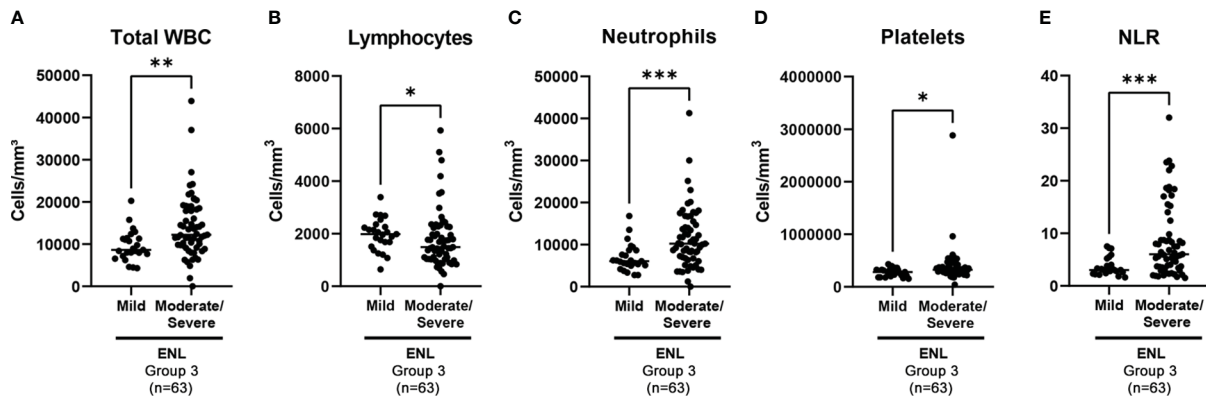 A
Total WBC
**
50000
40000
30000
20000
10000
0
Cells/mm³
Mild
Moderate/
Severe
ENL
Group 3
(n=63)
B
Lymphocytes
*
8000
6000
4000
2000
0
Cells/mm³
Mild
Moderate/
Severe
ENL
Group 3
(n=63)
C
Neutrophils
***
50000
40000
30000
20000
10000
0
Cells/mm³
Mild
Moderate/
Severe
ENL
Group 3
(n=63)
D
Platelets
*
4000000
3000000
2000000
1000000
0
Cells/mm³
Mild
Moderate/
Severe
ENL
Group 3
(n=63)
E
NLR
***
40
30
20
10
0
Mild
Moderate/
Severe
ENL
Group 3
(n=63)